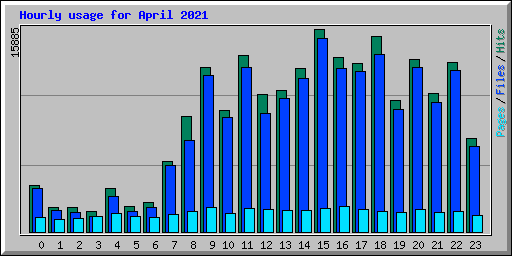 Hourly usage for April 2021
15885
Pages/Files/Hits
0 1 2 3 4 5 6 7 8 9 10 11 12 13 14 15 16 17 18 19 20 21 22 23